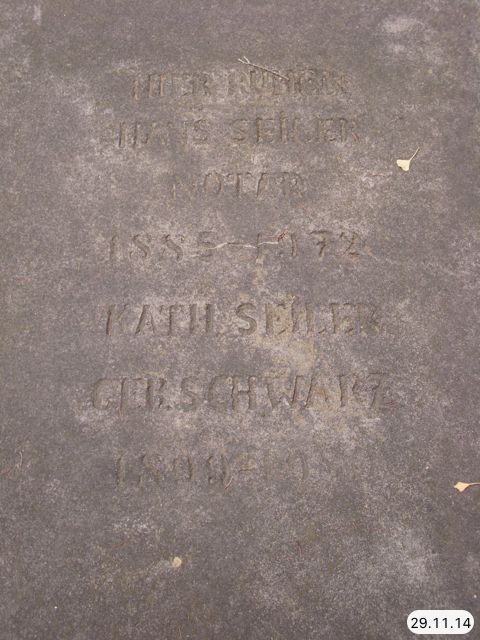 HIER RUHEN
HANS SEILER
NOTAR
1885–1972
KATH. SEILER
GEB. SCHWARZ
29.11.14